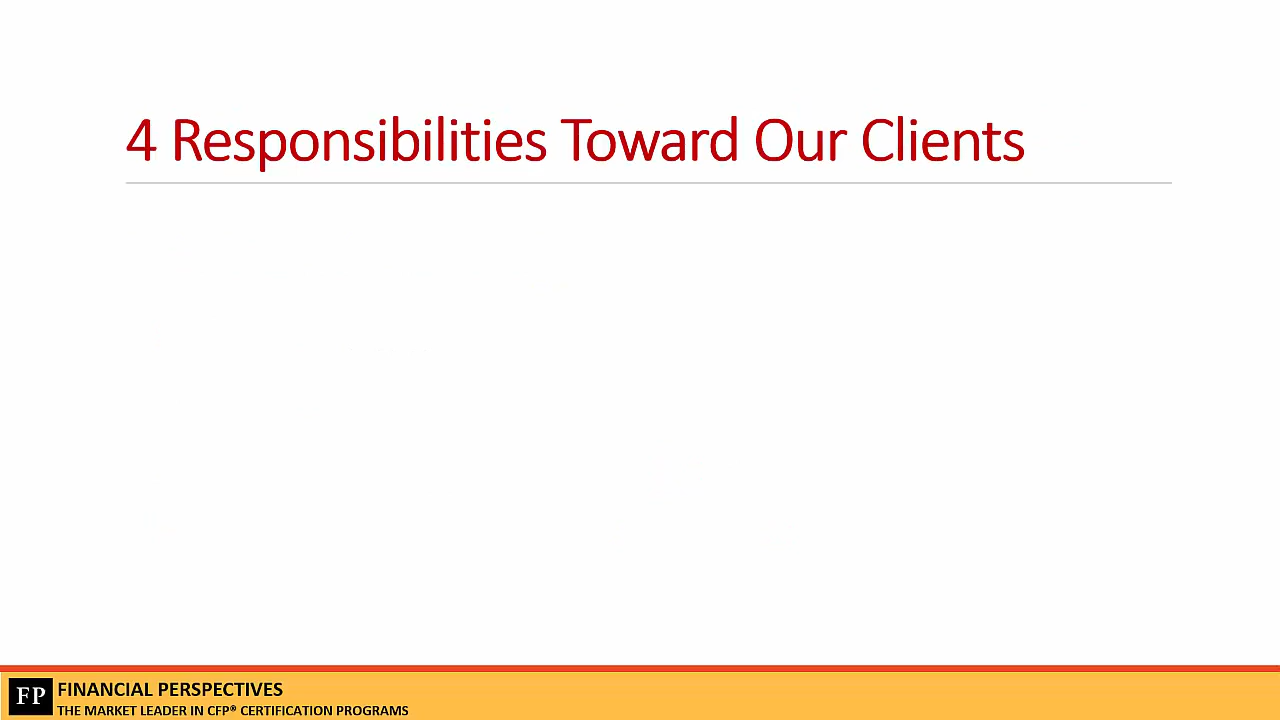 4 Responsibilities Toward Our Clients
FP
FINANCIAL PERSPECTIVES
THE MARKET LEADER IN CFP® CERTIFICATION PROGRAMS